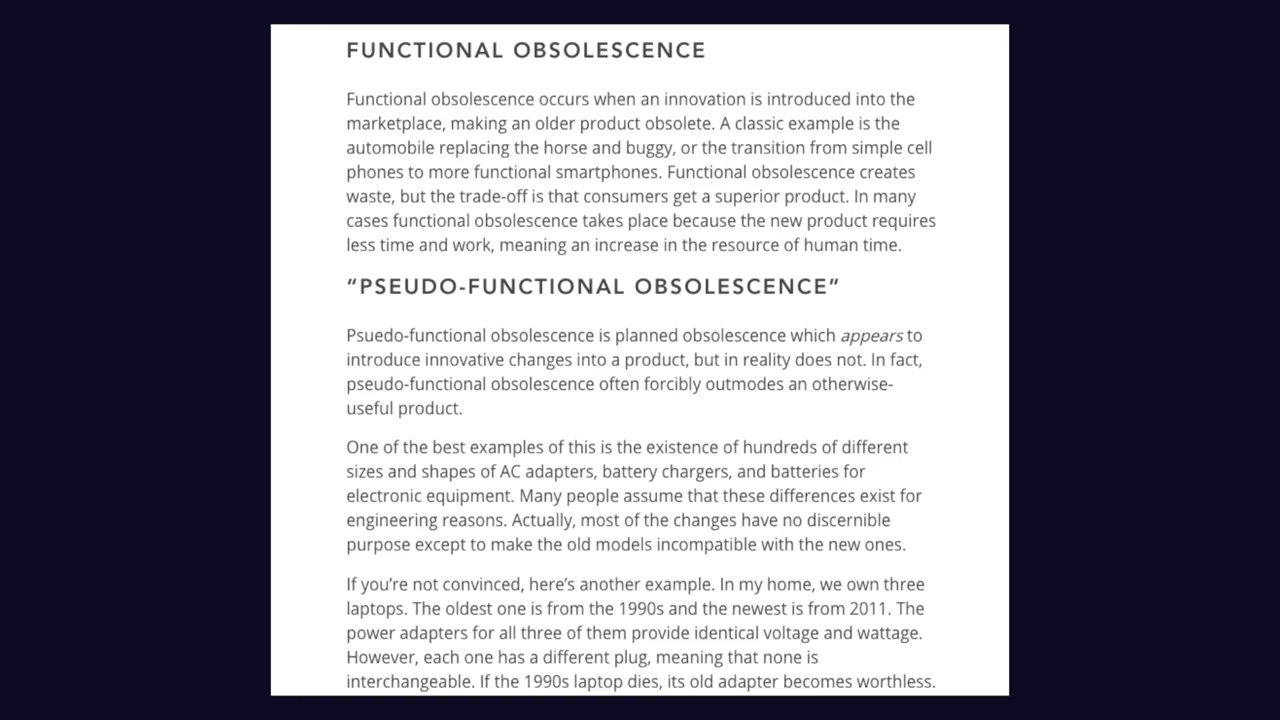 FUNCTIONAL OBSOLESCENCE
Functional obsolescence occurs when an innovation is introduced into the
marketplace, making an older product obsolete. A classic example is the
automobile replacing the horse and buggy, or the transition from simple cell
phones to more functional smartphones. Functional obsolescence creates
waste, but the trade-off is that consumers get a superior product. In many
cases functional obsolescence takes place because the new product requires
less time and work, meaning an increase in the resource of human time.
“PSEUDO-FUNCTIONAL OBSOLESCENCE”
Psuedo-functional obsolescence is planned obsolescence which appears to
introduce innovative changes into a product, but in reality does not. In fact,
pseudo-functional obsolescence often forcibly outmodes an otherwise-
useful product.
One of the best examples of this is the existence of hundreds of different
sizes and shapes of AC adapters, battery chargers, and batteries for
electronic equipment. Many people assume that these differences exist for
engineering reasons. Actually, most of the changes have no discernible
purpose except to make the old models incompatible with the new ones.
If you’re not convinced, here’s another example. In my home, we own three
laptops. The oldest one is from the 1990s and the newest is from 2011. The
power adapters for all three of them provide identical voltage and wattage.
However, each one has a different plug, meaning that none is
interchangeable. If the 1990s laptop dies, its old adapter becomes worthless.